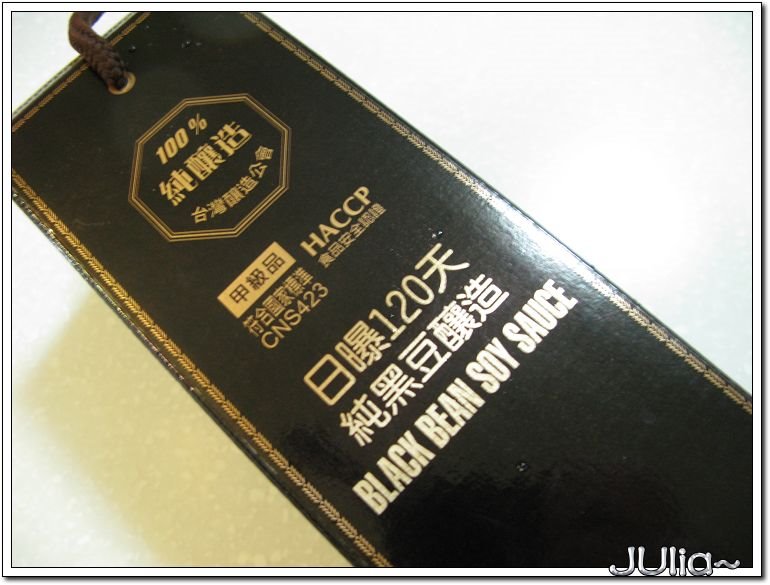 100%
純釀造
台灣釀造公會
甲級品
符合國家標準
CNS423
HACCP
食品安全認證
日曝120天
純黑豆釀造
BLACK BEAN SOY SAUCE
JUlia~